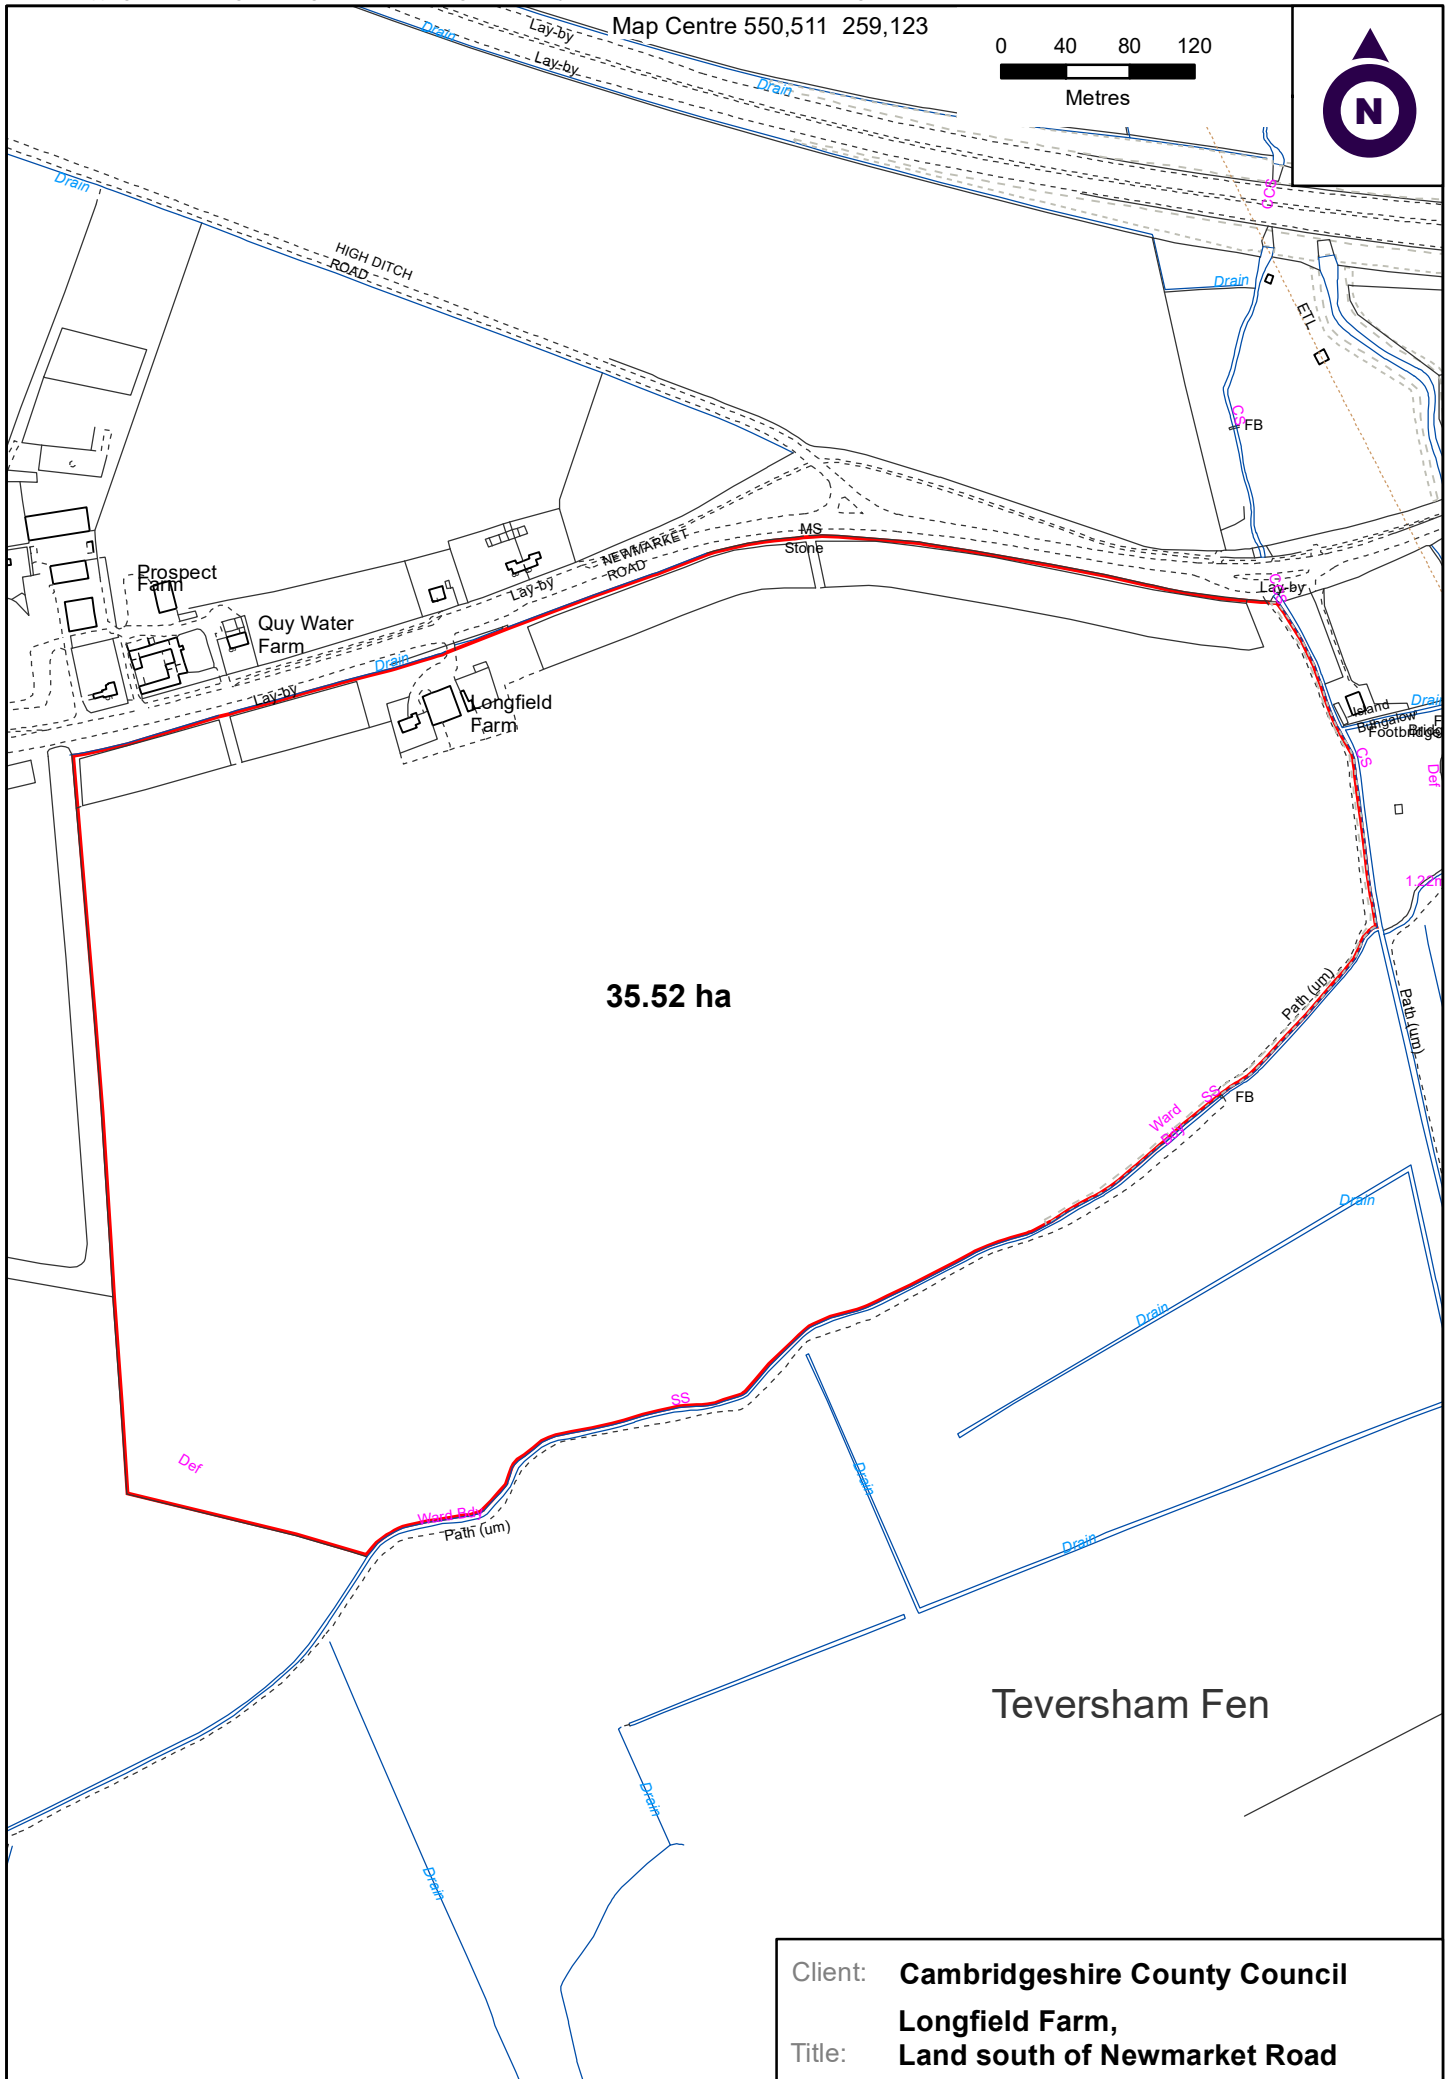 Map Centre 550,511 259,123
0 40 80 120
Metres
N
Lay-by
Drain
Lay-by
Drain
CCS
Drain
HIGH DITCH
ROAD
Drain
ETL
CS
FB
MS
Stone
NEWMARKET
ROAD
Prospect
Farm
Lay-by
CCS
Lay-by
Quy Water
Farm
Drain
Lay-by
Longfield
Farm
Island
Bungalow
Drain
Footbridge
CS
Def
1.22m
35.52 ha
Path (um)
Path (um)
SS
FB
Ward
Bdy
Drain
Drain
SS
Def
Drain
Ward Bdy
Path (um)
Drain
Teversham Fen
Drain
Drain
Client: Cambridgeshire County Council
Title: Longfield Farm,
Land south of Newmarket Road